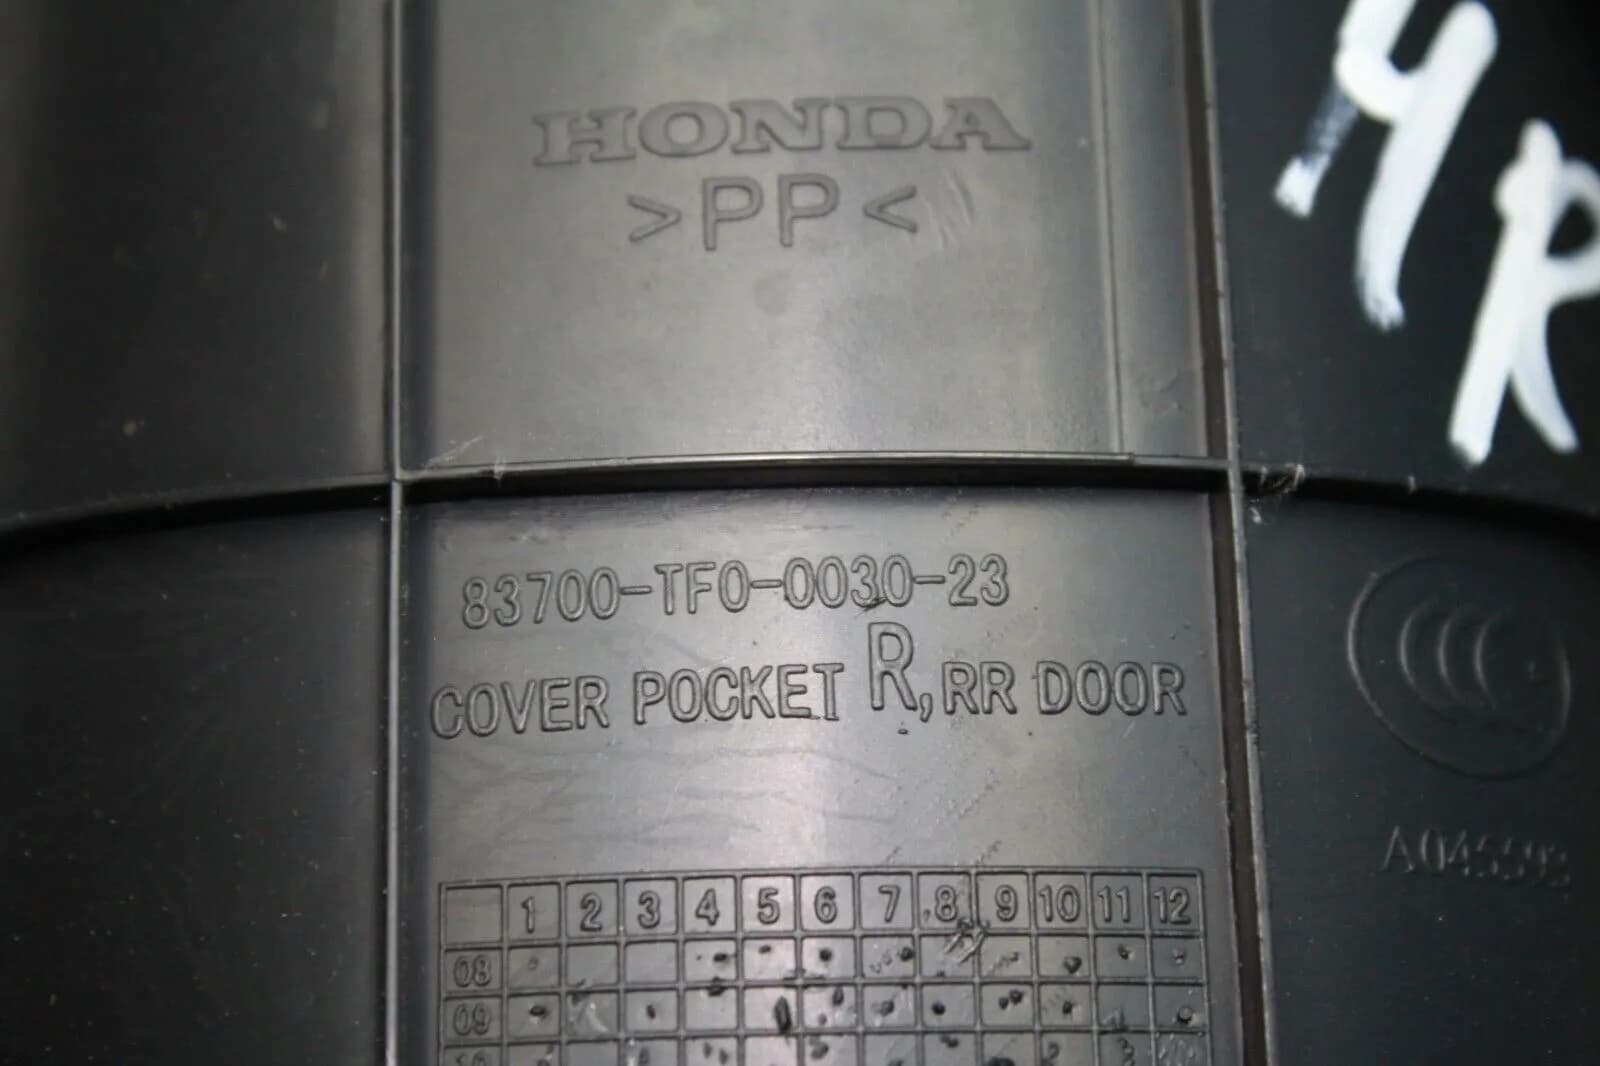 HONDA
>PP<
4R
83700-TF0-0030-23
COVER POCKET R, RR DOOR
A045593
1 2 3 4 5 6 7 8 9 10 11 12
08
09